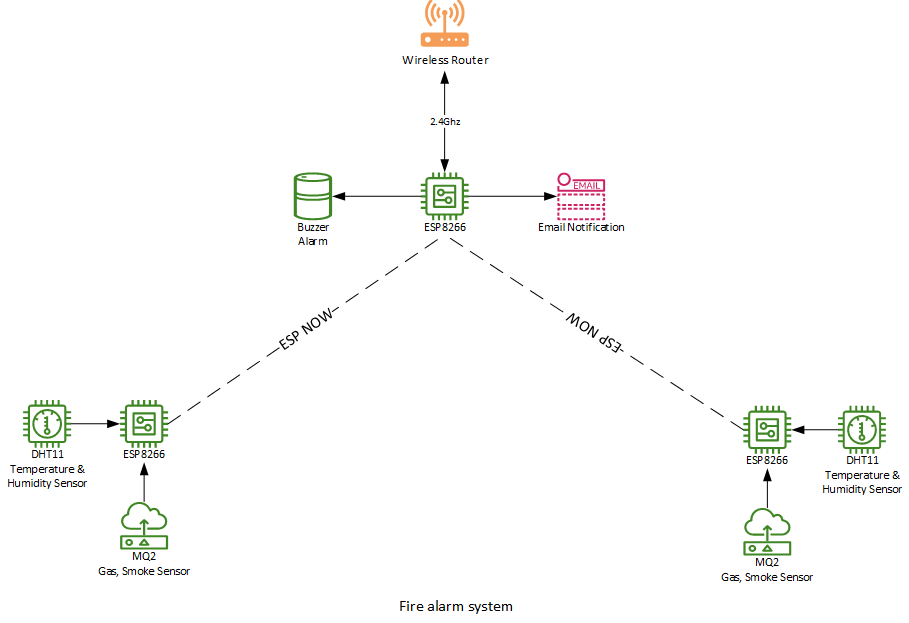 Wireless Router
2.4Ghz
EMAIL
Buzzer
Alarm
ESP8266
Email Notification
ESP NOW
ESP NOW
DHT11
Temperature &
Humidity Sensor
ESP8266
MQ2
Gas, Smoke Sensor
ESP8266
DHT11
Temperature &
Humidity Sensor
MQ2
Gas, Smoke Sensor
Fire alarm system